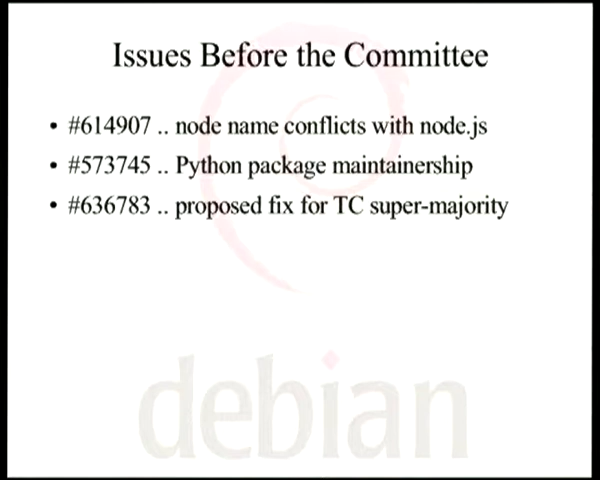 Issues Before the Committee
• #614907 .. node name conflicts with node.js
• #573745 .. Python package maintainership
• #636783 .. proposed fix for TC super-majority
debian